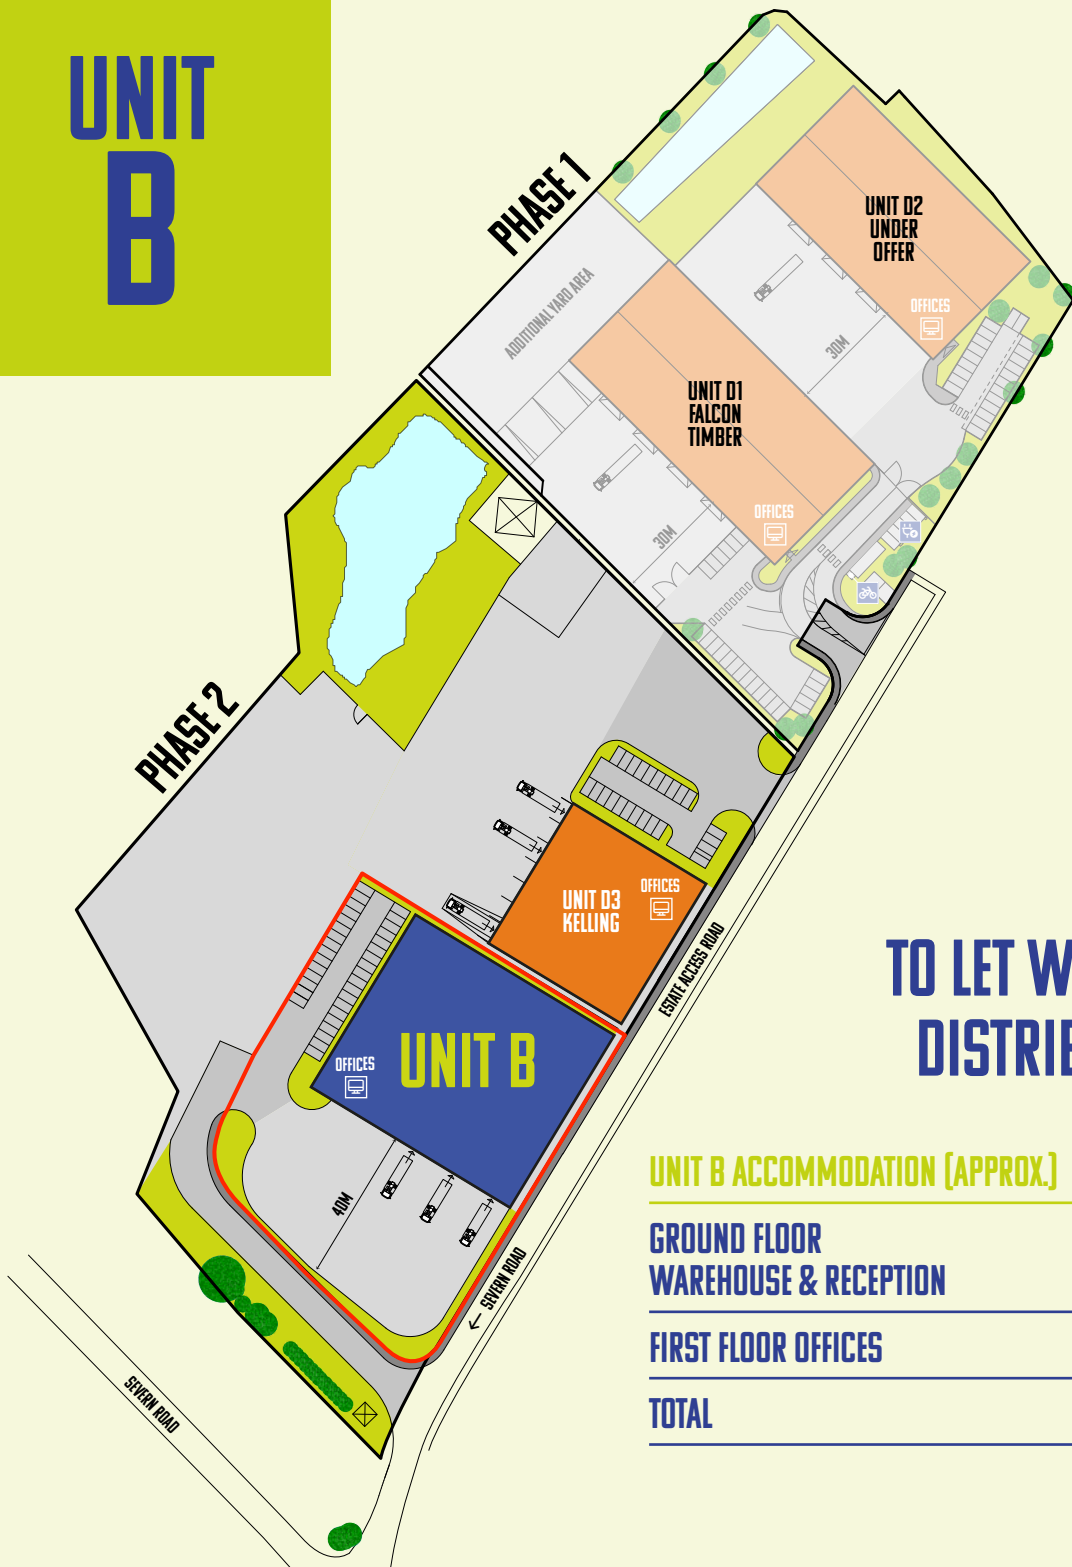 UNIT
B
PHASE 1
UNIT D2
UNDER
OFFER
OFFICES
ADDITIONAL YARD AREA
30M
UNIT D1
FALCON
TIMBER
OFFICES
30M
PHASE 2
UNIT D3
KELLING
OFFICES
ESTATE ACCESS ROAD
UNIT B
OFFICES
40M
SEVERN ROAD
SEVERN ROAD
TO LET W
DISTRIB
UNIT B ACCOMMODATION (APPROX.)
GROUND FLOOR
WAREHOUSE & RECEPTION
FIRST FLOOR OFFICES
TOTAL